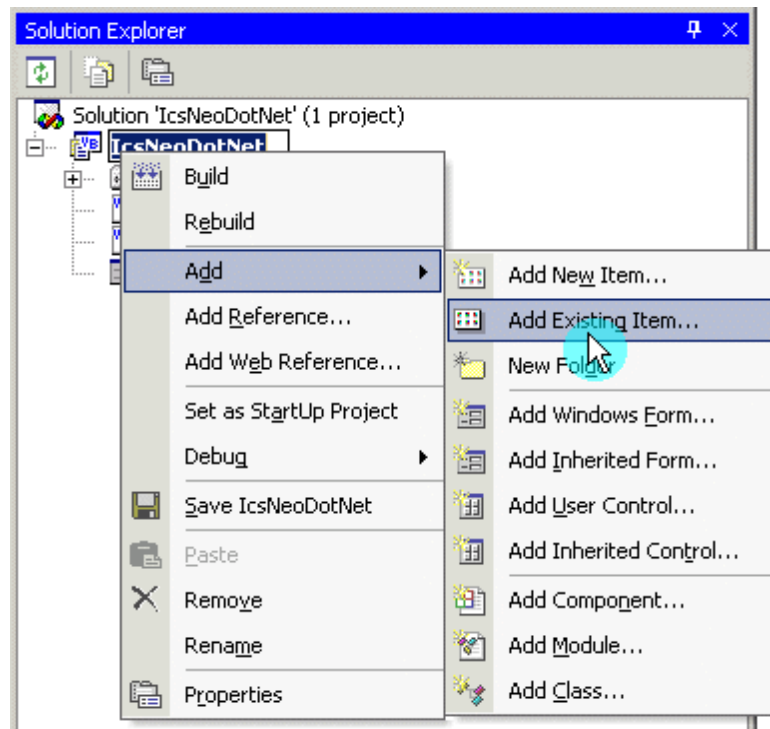 Solution Explorer
Solution 'IcsNeoDotNet' (1 project)
IcsNeoDotNet
Build
Rebuild
Add
Add Reference...
Add Web Reference...
Set as StartUp Project
Debug
Save IcsNeoDotNet
Paste
Remove
Rename
Properties
Add New Item...
Add Existing Item...
New Folder
Add Windows Form...
Add Inherited Form...
Add User Control...
Add Inherited Control...
Add Component...
Add Module...
Add Class...